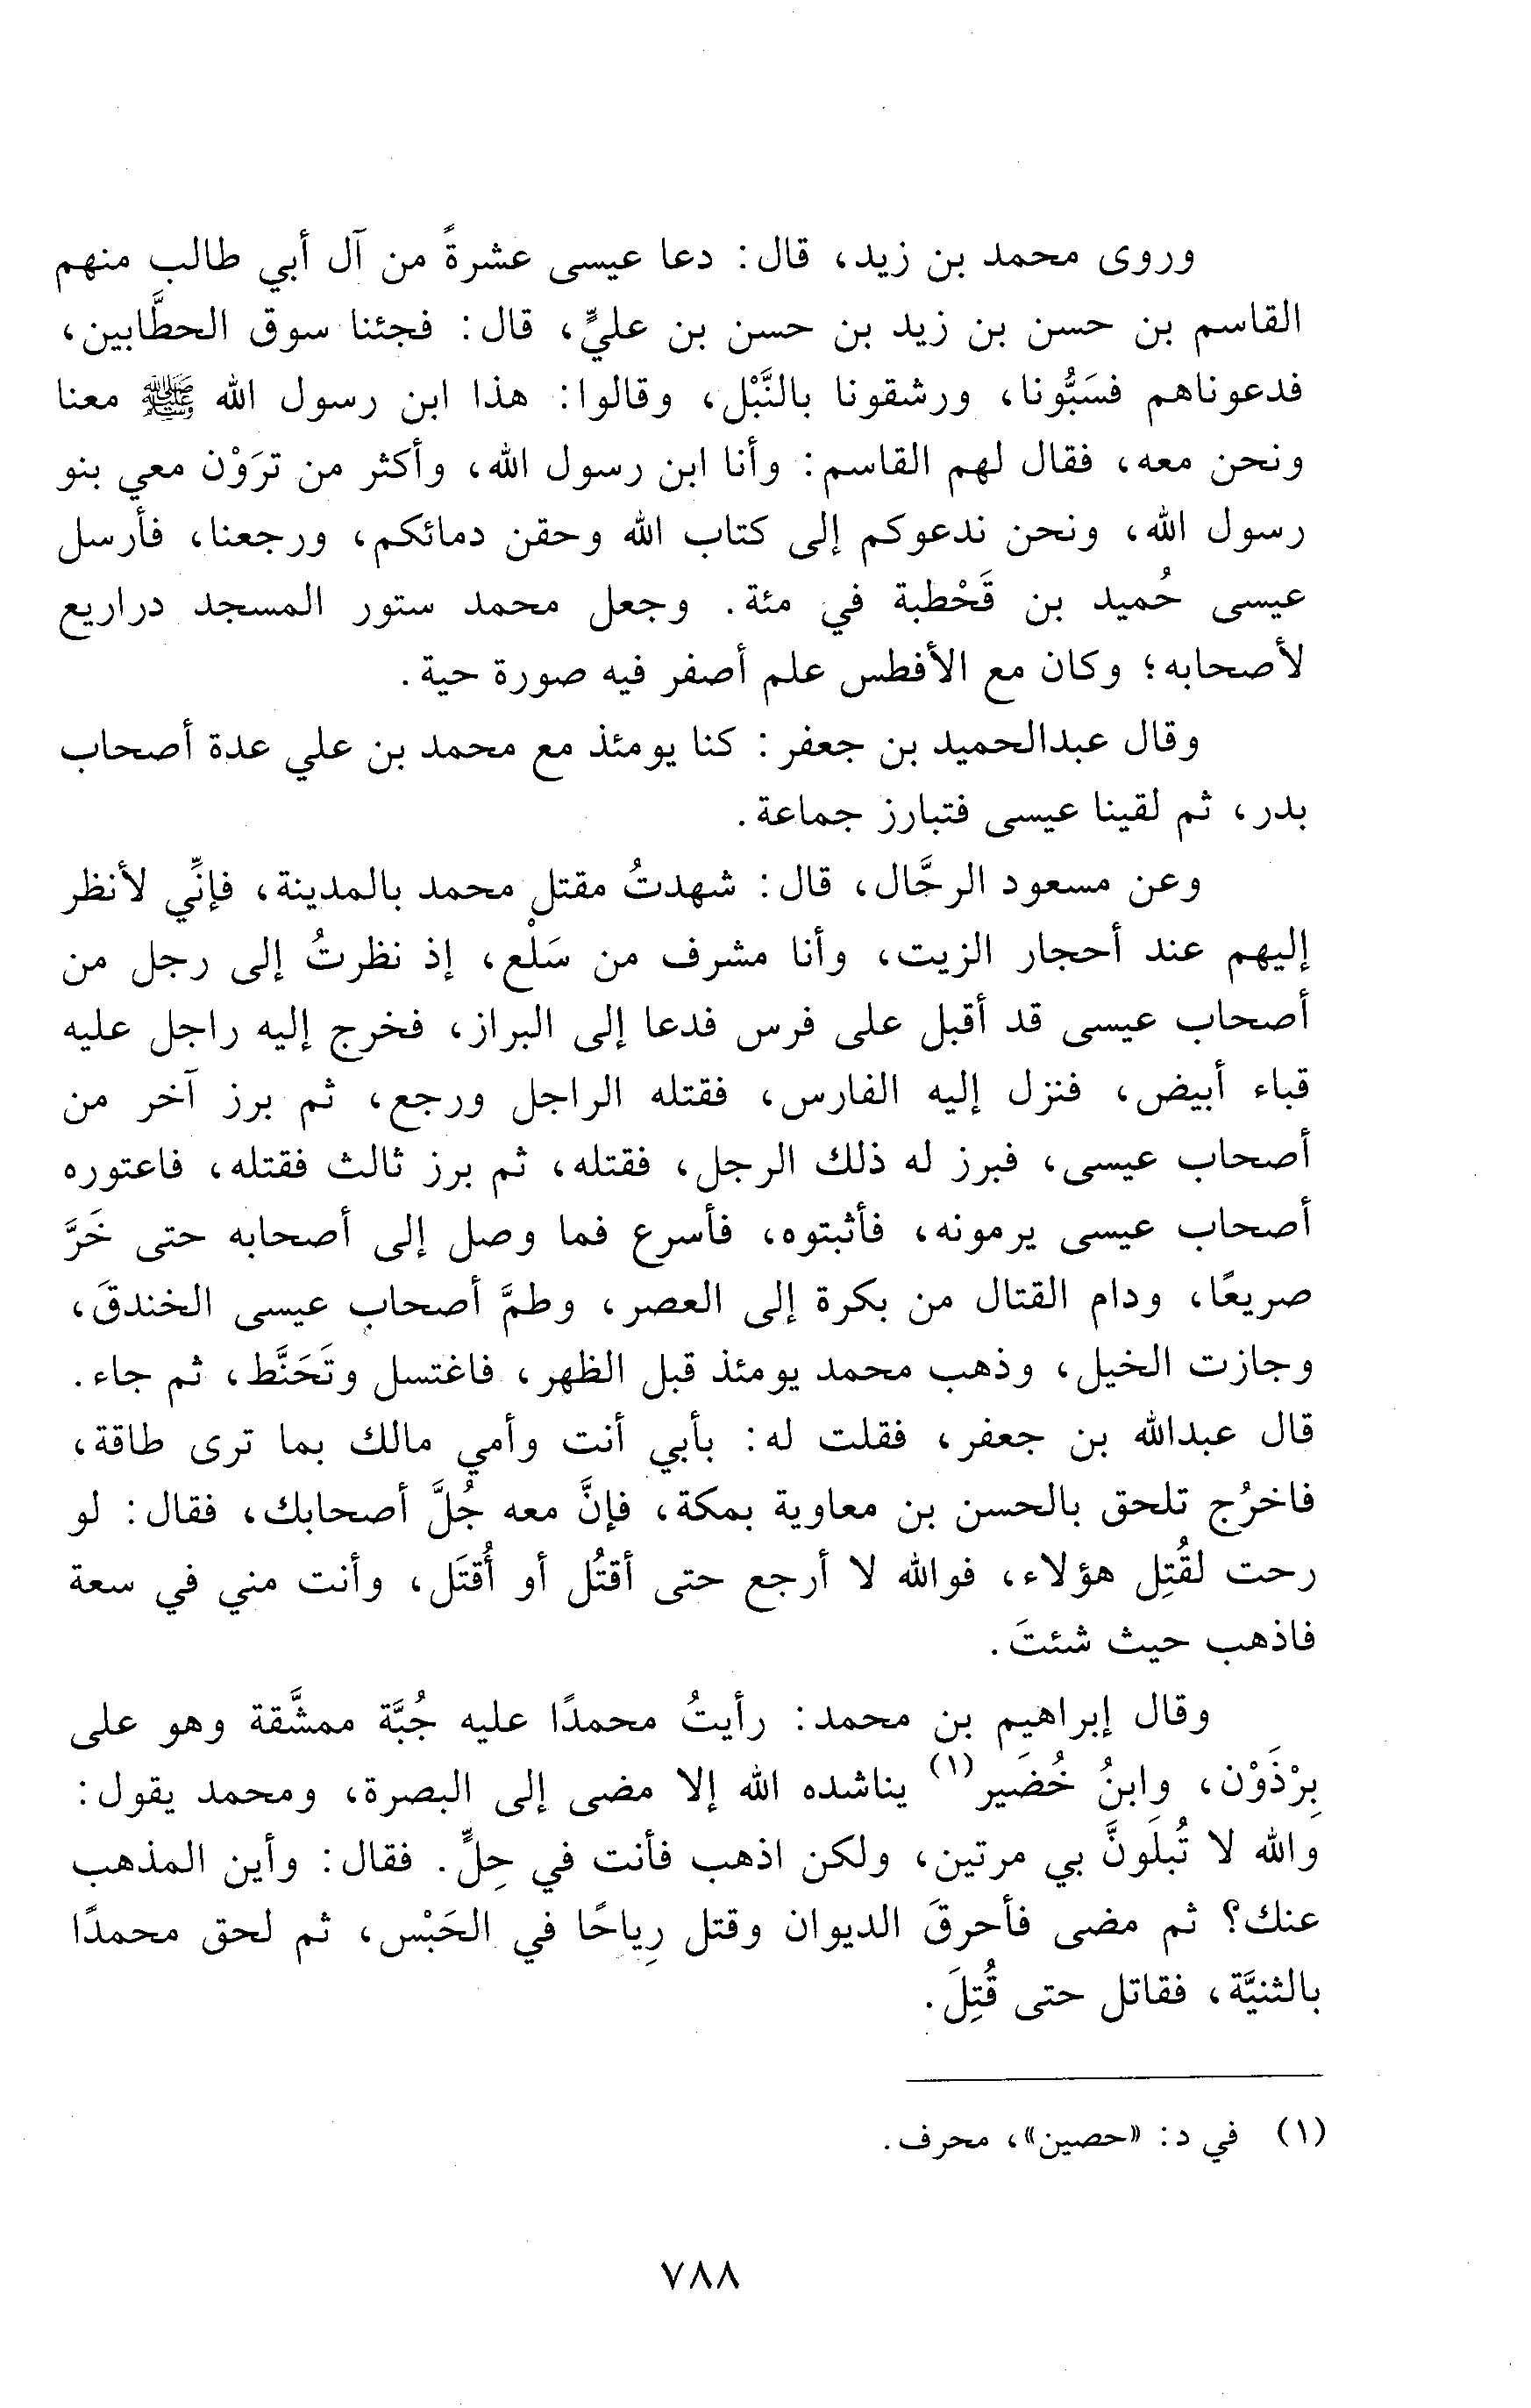 وروى محمد بن زيد، قال: دعا عيسى عشرةً من آل أبي طالب منهم
القاسم بن حسن بن زيد بن حسن بن عليٍّ، قال: فجئنا سوق الحطَّابين،
فدعوناهم فسَبُّونا، ورشقونا بالنَّبْل، وقالوا: هذا ابن رسول الله ﷺ معنا
ونحن معه، فقال لهم القاسم: وأنا ابن رسول الله، وأكثر من ترَوْن معي بنو
رسول الله، ونحن ندعوكم إلى كتاب الله وحقن دمائكم، ورجعنا، فأرسل
عيسى حُميد بن قَحْطبة في مئة. وجعل محمد ستور المسجد دراريع
لأصحابه؛ وكان مع الأفطس علم أصفر فيه صورة حية.
وقال عبدالحميد بن جعفر: كنا يومئذ مع محمد بن علي عدة أصحاب
بدر، ثم لقينا عيسى فتبارز جماعة.
وعن مسعود الرحَّال، قال: شهدتُ مقتل محمد بالمدينة، فإنِّي لأنظر
إليهم عند أحجار الزيت، وأنا مشرف من سَلْع، إذ نظرتُ إلى رجل من
أصحاب عيسى قد أقبل على فرس فدعا إلى البراز، فخرج إليه راجل عليه
قباء أبيض، فنزل إليه الفارس، فقتله الراجل ورجع، ثم برز آخر من
أصحاب عيسى، فبرز له ذلك الرجل، فقتله، ثم برز ثالث فقتله، فاعتوره
أصحاب عيسى يرمونه، فأثبتوه، فأسرع فما وصل إلى أصحابه حتى خَرَّ
صريعًا، ودام القتال من بكرة إلى العصر، وطمَّ أصحاب عيسى الخندقَ،
وجازت الخيل، وذهب محمد يومئذ قبل الظهر، فاغتسل وتَحَنَّط، ثم جاء.
قال عبدالله بن جعفر، فقلت له: بأبي أنت وأمي مالك بما ترى طاقة،
فاخرُج تلحق بالحسن بن معاوية بمكة، فإنَّ معه جُلَّ أصحابك، فقال: لو
رحت لقُتِل هؤلاء، فوالله لا أرجع حتى أقتُل أو أُقتَل، وأنت مني في سعة
فاذهب حيث شئتَ.
وقال إبراهيم بن محمد: رأيتُ محمدًا عليه جُبَّة ممشَّقة وهو على
بِرْذَوْن، وابنُ خُضَير(١) يناشده الله إلا مضى إلى البصرة، ومحمد يقول:
والله لا تُبلَونَّ بي مرتين، ولكن اذهب فأنت في حِلٍّ. فقال: وأين المذهب
عنك؟ ثم مضى فأحرقَ الديوان وقتل رِياحًا في الحَبْس، ثم لحق محمدًا
بالثنيَّة، فقاتل حتى قُتِلَ.
(١) في د: «حصين»، محرف.
٧٨٨